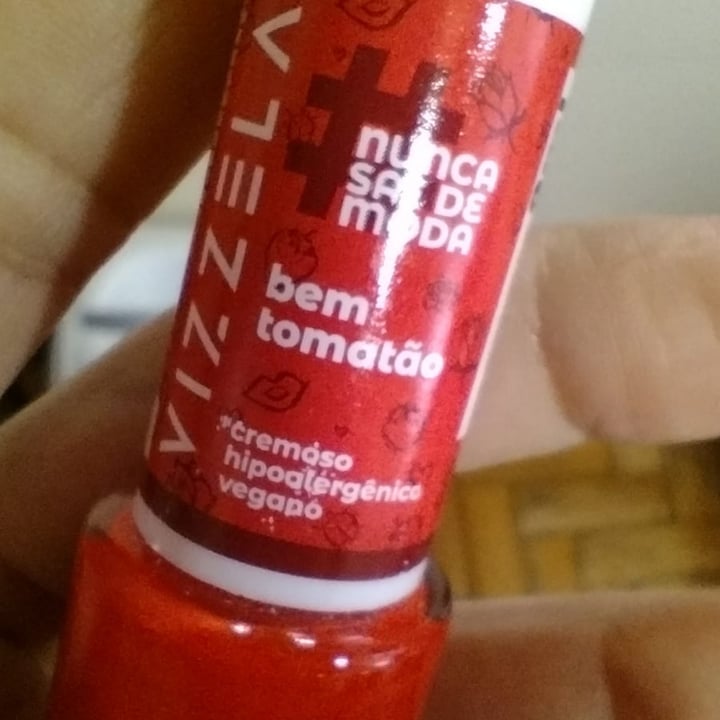 VIZZELA
#
NUNCA
SAI DE
MODA
bem
tomatão
*cremoso
hipoalergênico
vegano